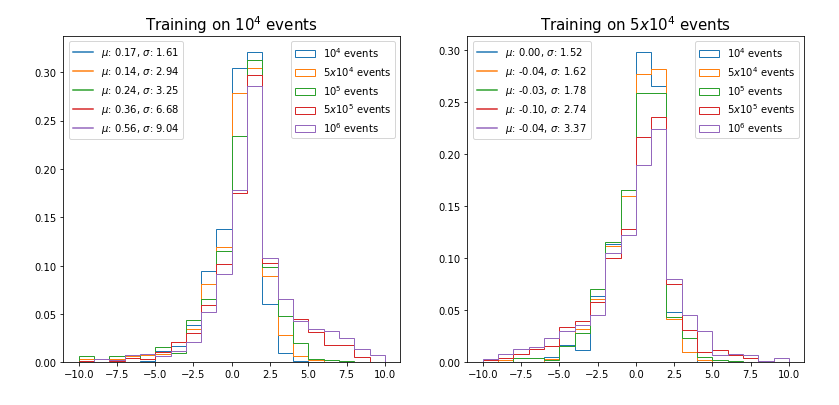 Training on 10⁴ events
μ: 0.17, σ: 1.61
μ: 0.14, σ: 2.94
μ: 0.24, σ: 3.25
μ: 0.36, σ: 6.68
μ: 0.56, σ: 9.04
10⁴ events
5x10⁴ events
10⁵ events
5x10⁵ events
10⁶ events
0.30
0.25
0.20
0.15
0.10
0.05
0.00
−10.0 −7.5 −5.0 −2.5 0.0 2.5 5.0 7.5 10.0
Training on 5x10⁴ events
μ: 0.00, σ: 1.52
μ: -0.04, σ: 1.62
μ: -0.03, σ: 1.78
μ: -0.10, σ: 2.74
μ: -0.04, σ: 3.37
10⁴ events
5x10⁴ events
10⁵ events
5x10⁵ events
10⁶ events
0.30
0.25
0.20
0.15
0.10
0.05
0.00
−10.0 −7.5 −5.0 −2.5 0.0 2.5 5.0 7.5 10.0